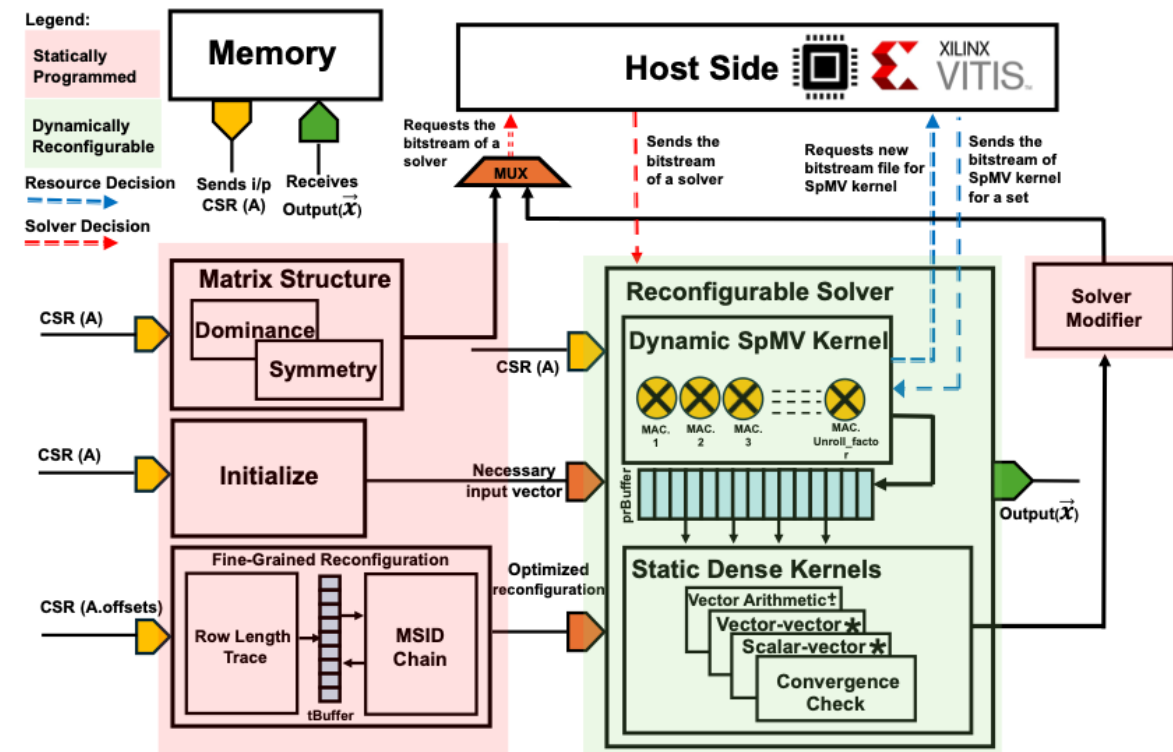 Legend:
Statically
Programmed
Dynamically
Reconfigurable
Resource Decision
Solver Decision
Memory
Sends i/p
CSR (A)
Receives
Output(x⃗)
Host Side
XILINX
VITIS™
Requests the
bitstream of a
solver
MUX
Sends the
bitstream
of a solver
Requests new
bitstream file for
SpMV kernel
Sends the
bitstream of
SpMV kernel
for a set
CSR (A)
Matrix Structure
Dominance
Symmetry
CSR (A)
Initialize
Necessary
input vector
CSR (A.offsets)
Fine-Grained Reconfiguration
Row Length
Trace
tBuffer
MSID
Chain
Optimized
reconfiguration
CSR (A)
Reconfigurable Solver
Dynamic SpMV Kernel
MAC.
1
MAC.
2
MAC.
3
MAC.
Unroll_facto
r
prBuffer
Static Dense Kernels
Vector Arithmetic±
Vector-vector *
Scalar-vector *
Convergence
Check
Output(x⃗)
Solver
Modifier